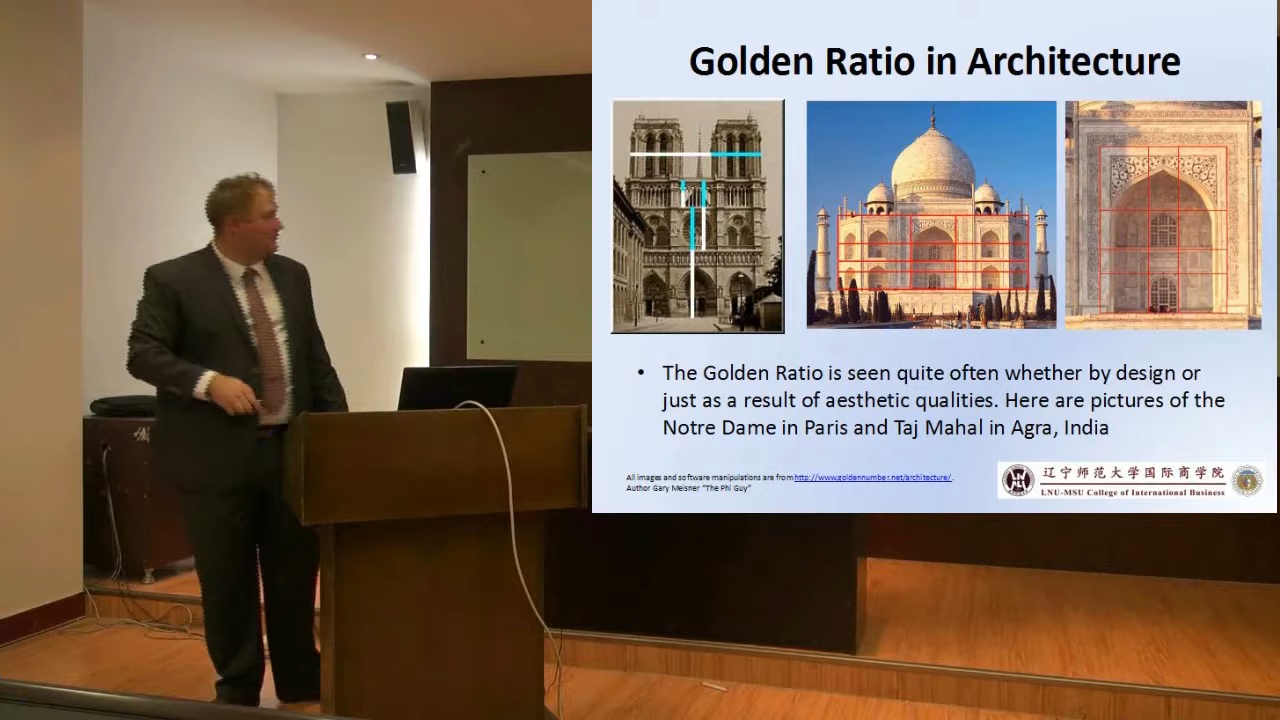 Golden Ratio in Architecture
• The Golden Ratio is seen quite often whether by design or
just as a result of aesthetic qualities. Here are pictures of the
Notre Dame in Paris and Taj Mahal in Agra, India
All images and software manipulations are from http://www.goldennumber.net/architecture/.
Author Gary Meisner "The Phi Guy"
辽宁师范大学国际商学院
LNU-MSU College of International Business